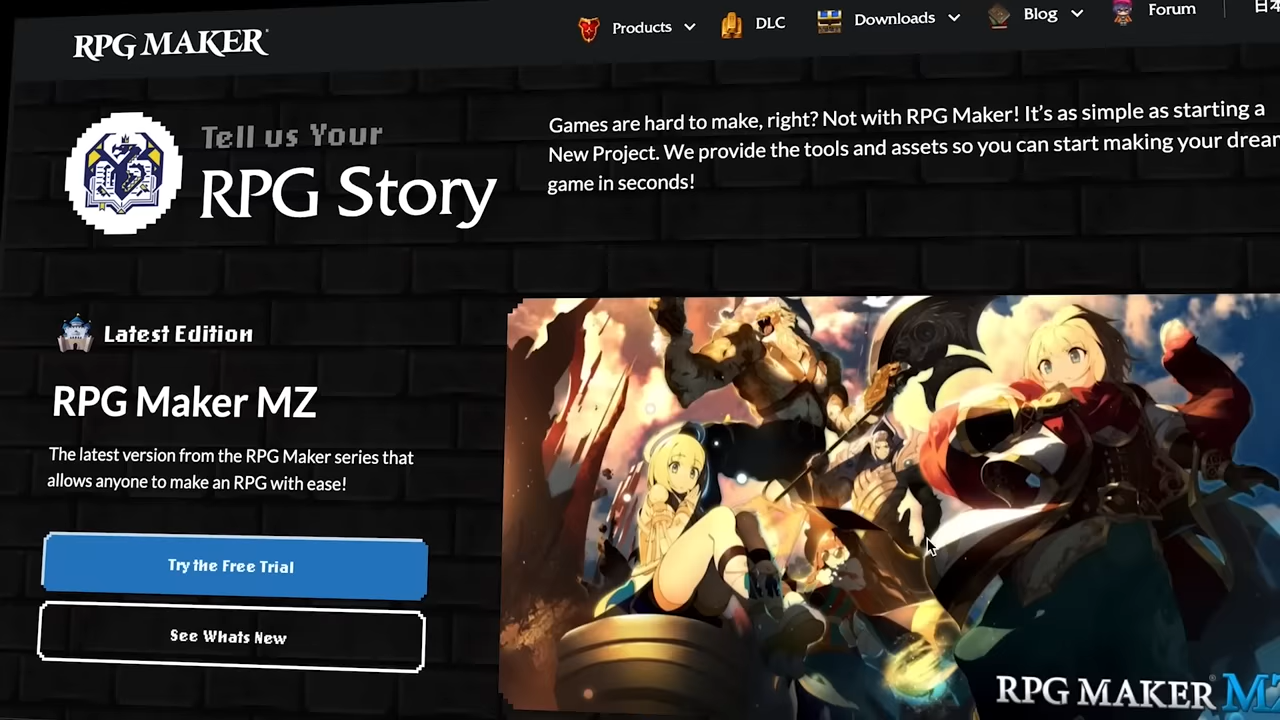 RPG MAKER
Products
DLC
Downloads
Blog
Forum
Tell us Your
RPG Story
Games are hard to make, right? Not with RPG Maker! It's as simple as starting a
New Project. We provide the tools and assets so you can start making your
game in seconds!
Latest Edition
RPG Maker MZ
The latest version from the RPG Maker series that
allows anyone to make an RPG with ease!
Try the Free Trial
See Whats New
RPG MAKER MZ